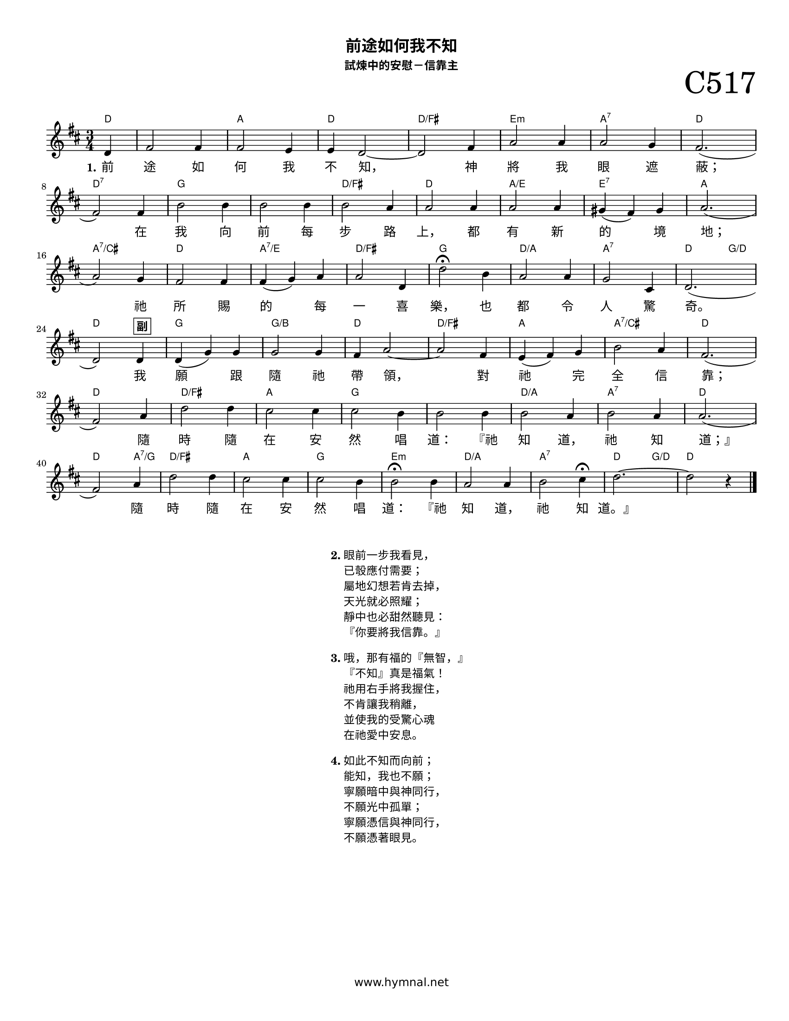 前途如何我不知
試煉中的安慰－信靠主
C517
D A D D/F♯ Em A7 D
1. 前 途 如 何 我 不 知， 神 將 我 眼 遮 蔽；
8 D7 G D/F♯ D A/E E7 A
在 我 向 前 每 步 路 上， 都 有 新 的 境 地；
16 A7/C♯ D A7/E D/F♯ G D/A A7 D G/D
祂 所 賜 的 每 一 喜 樂， 也 都 令 人 驚 奇。
24 D 副 G G/B D D/F♯ A A7/C♯ D
我 願 跟 隨 祂 帶 領， 對 祂 完 全 信 靠；
32 D D/F♯ A G D/A A7 D
隨 時 隨 在 安 然 唱 道： 『祂 知 道， 祂 知 道；』
40 D A7/G D/F♯ A G Em D/A A7 D G/D D
隨 時 隨 在 安 然 唱 道： 『祂 知 道， 祂 知 道。』
2. 眼前一步我看見，
已彀應付需要；
屬地幻想若肯去掉，
天光就必照耀；
靜中也必甜然聽見：
『你要將我信靠。』
3. 哦，那有福的『無智，』
『不知』真是福氣！
祂用右手將我握住，
不肯讓我稍離，
並使我的受驚心魂
在祂愛中安息。
4. 如此不知而向前；
能知，我也不願；
寧願暗中與神同行，
不願光中孤單；
寧願憑信與神同行，
不願憑著眼見。
www.hymnal.net